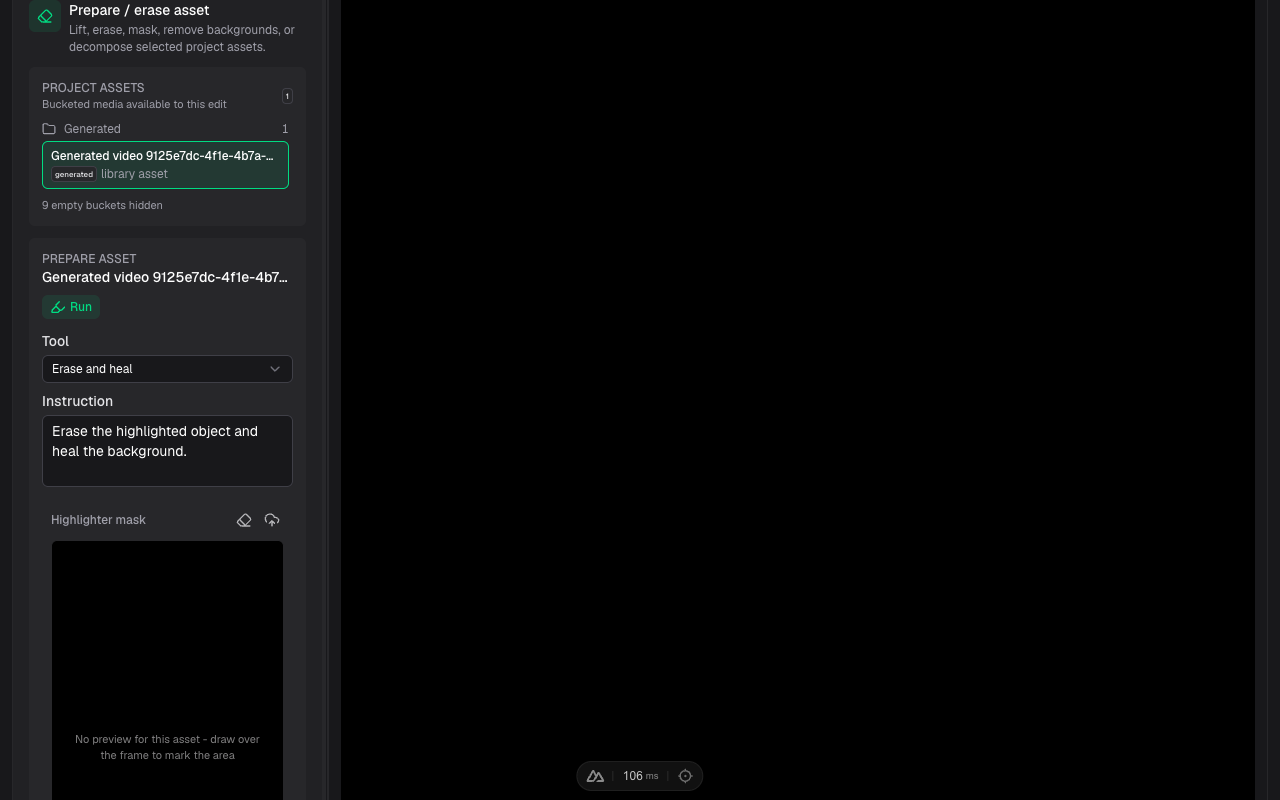 Prepare / erase asset
Lift, erase, mask, remove backgrounds, or
decompose selected project assets.
PROJECT ASSETS
Bucketed media available to this edit
1
Generated
1
Generated video 9125e7dc-4f1e-4b7a-...
generated library asset
9 empty buckets hidden
PREPARE ASSET
Generated video 9125e7dc-4f1e-4b7...
Run
Tool
Erase and heal
Instruction
Erase the highlighted object and
heal the background.
Highlighter mask
No preview for this asset - draw over
the frame to mark the area
106 ms